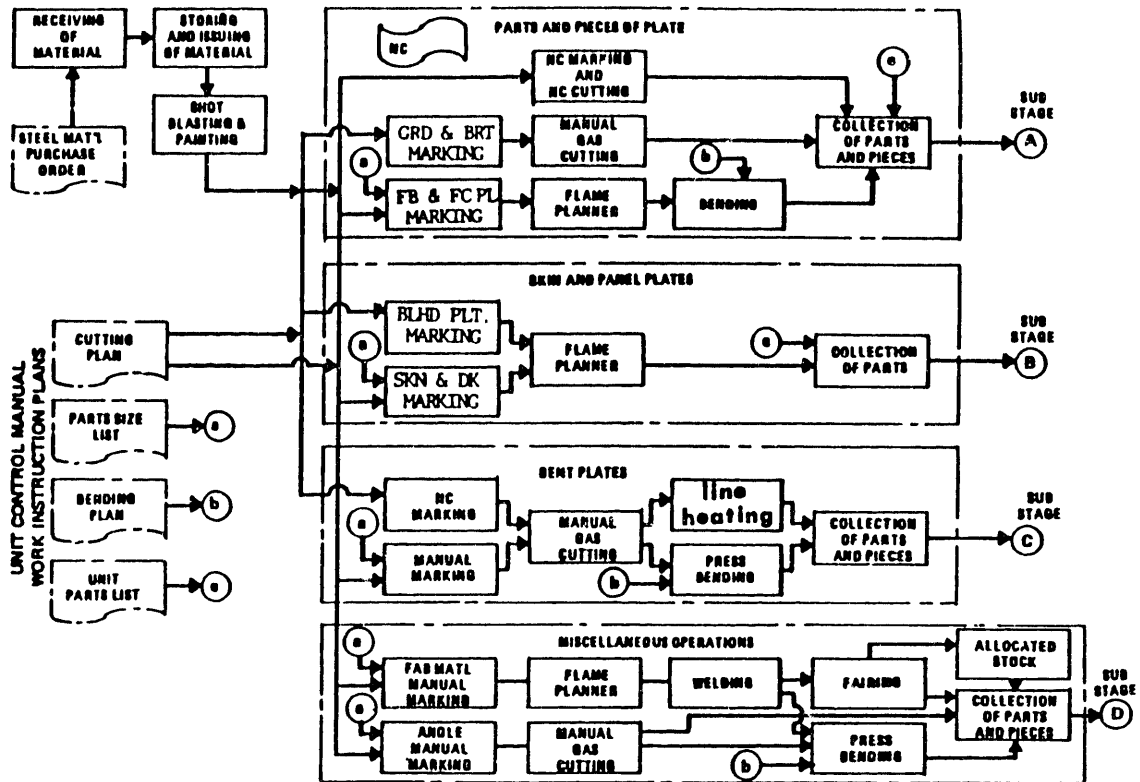 RECEIVING
OF
MATERIAL
STORING
AND ISSUING
OF MATERIAL
SHOT
BLASTING &
PAINTING
STEEL MAT'L
PURCHASE
ORDER
UNIT CONTROL MANUAL
WORK INSTRUCTION PLANS
CUTTING
PLAN
PARTS SIZE
LIST
a
BENDING
PLAN
b
UNIT
PARTS LIST
PARTS AND PIECES OF PLATE
NC
NC MARKING
AND
NC CUTTING
GRD & BRT
MARKING
MANUAL
GAS
CUTTING
a
FB & FC PL
MARKING
FLAME
PLANNER
b
BENDING
COLLECTION
OF PARTS
AND PIECES
SUB
STAGE
A
SKIN AND PANEL PLATES
BLHD PLT.
MARKING
a
SKN & DK
MARKING
FLAME
PLANNER
COLLECTION
OF PARTS
SUB
STAGE
B
BENT PLATES
NC
MARKING
a
MANUAL
MARKING
MANUAL
GAS
CUTTING
line
heating
b
PRESS
BENDING
COLLECTION
OF PARTS
AND PIECES
SUB
STAGE
C
MISCELLANEOUS OPERATIONS
a
FAB MATL
MANUAL
MARKING
FLAME
PLANNER
WELDING
FAIRING
ALLOCATED
STOCK
a
ANGLE
MANUAL
MARKING
MANUAL
GAS
CUTTING
b
PRESS
BENDING
COLLECTION
OF PARTS
AND PIECES
SUB
STAGE
D